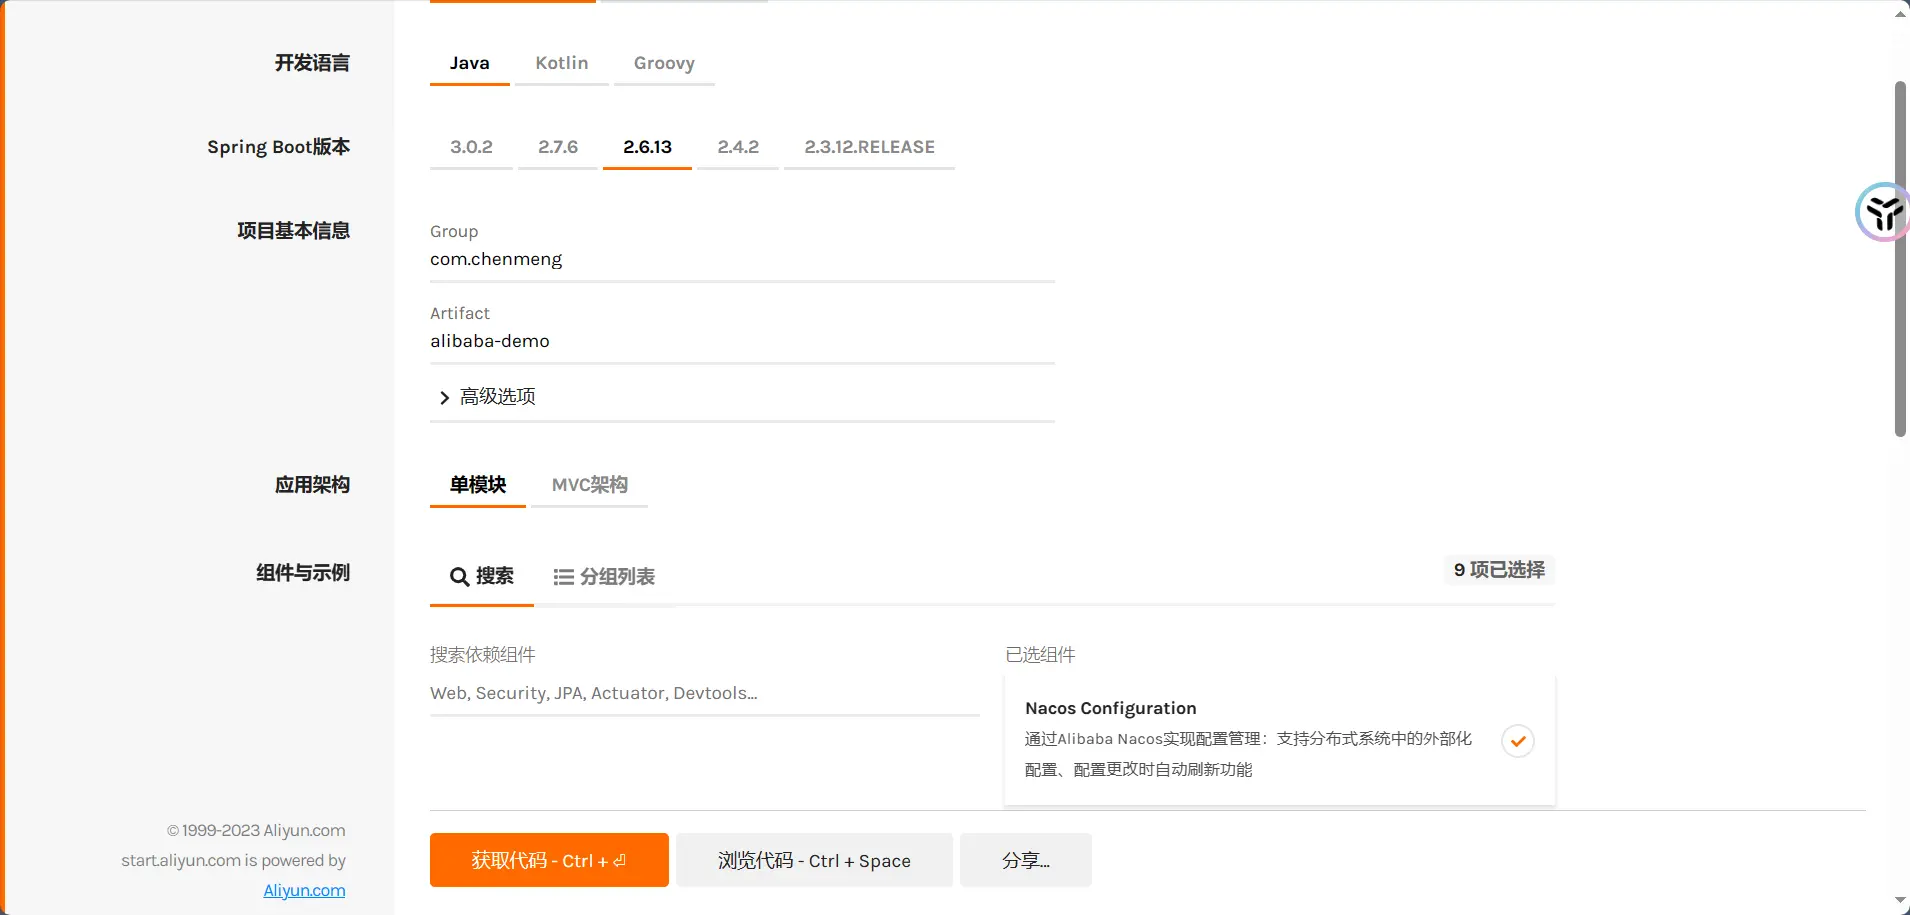 开发语言
Java Kotlin Groovy
Spring Boot版本
3.0.2 2.7.6 2.6.13 2.4.2 2.3.12.RELEASE
项目基本信息
Group
com.chenmeng
Artifact
alibaba-demo
高级选项
应用架构
单模块 MVC架构
组件与示例
搜索 分组列表
9 项已选择
搜索依赖组件
Web, Security, JPA, Actuator, Devtools...
已选组件
Nacos Configuration
通过Alibaba Nacos实现配置管理：支持分布式系统中的外部化
配置、配置更改时自动刷新功能
© 1999-2023 Aliyun.com
start.aliyun.com is powered by
Aliyun.com
获取代码 - Ctrl + ⏎
浏览代码 - Ctrl + Space
分享...